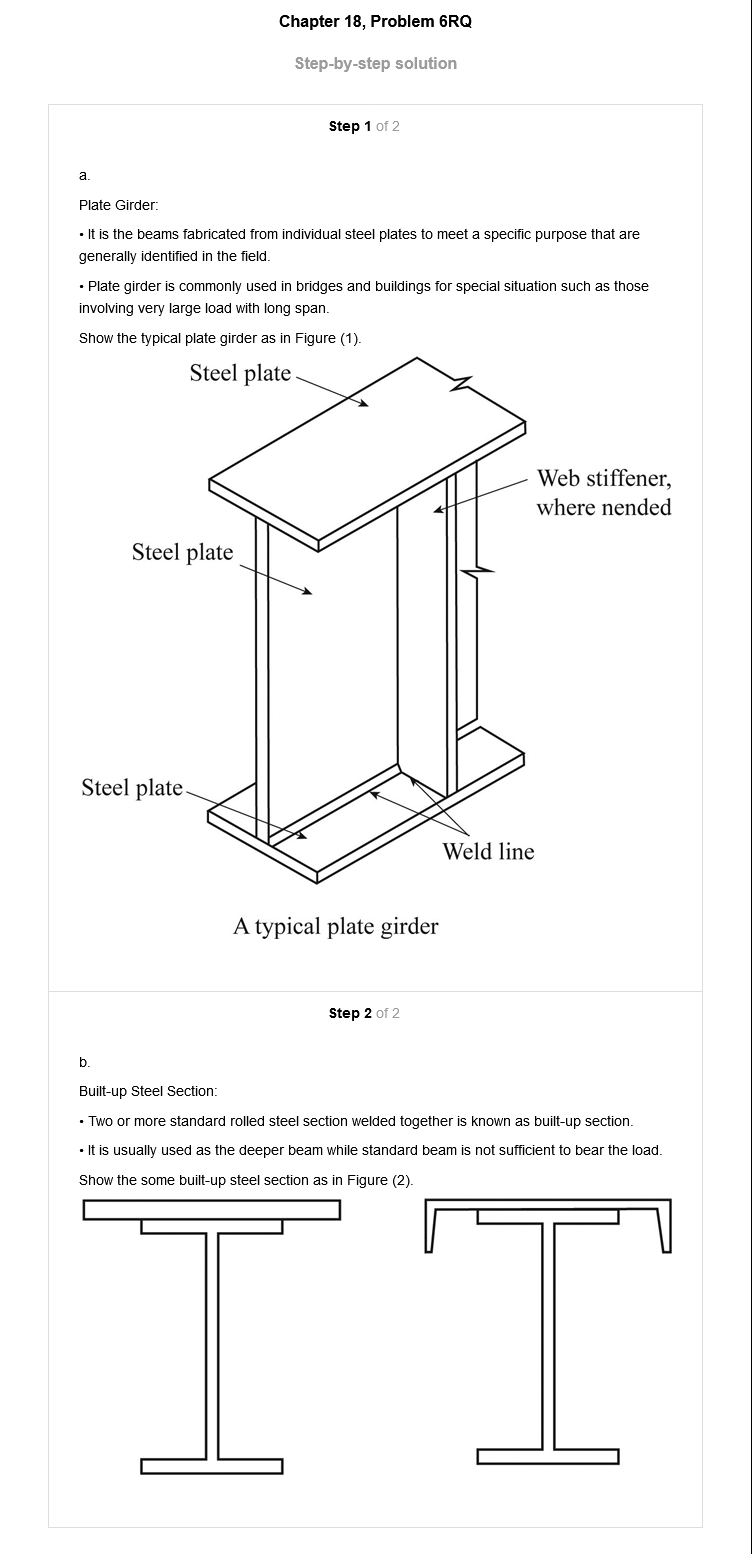 Chapter 18, Problem 6RQ
Step-by-step solution
Step 1 of 2
a.
Plate Girder:
• It is the beams fabricated from individual steel plates to meet a specific purpose that are
generally identified in the field.
• Plate girder is commonly used in bridges and buildings for special situation such as those
involving very large load with long span.
Show the typical plate girder as in Figure (1).
Steel plate
Web stiffener,
where nended
Steel plate
Steel plate
Weld line
A typical plate girder
Step 2 of 2
b.
Built-up Steel Section:
• Two or more standard rolled steel section welded together is known as built-up section.
• It is usually used as the deeper beam while standard beam is not sufficient to bear the load.
Show the some built-up steel section as in Figure (2).